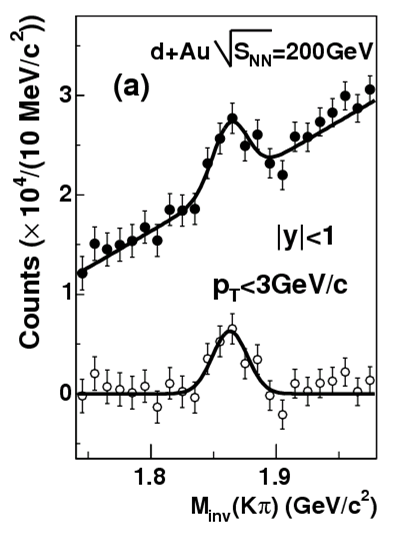 d+Au √S_NN=200GeV
(a)
Counts (× 10⁴/(10 MeV/c²))
3
2
|y|<1
1
p_T<3GeV/c
0
1.8 1.9
M_inv(Kπ) (GeV/c²)